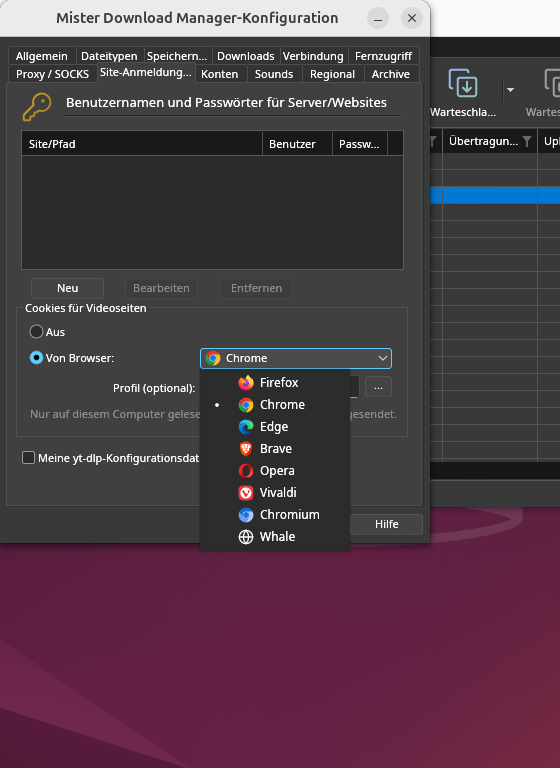 Mister Download Manager-Konfiguration
Allgemein Dateitypen Speichern... Downloads Verbindung Fernzugriff
Proxy / SOCKS Site-Anmeldung... Konten Sounds Regional Archive
Benutzernamen und Passwörter für Server/Websites
Site/Pfad Benutzer Passw...
Neu Bearbeiten Entfernen
Cookies für Videoseiten
Aus
Von Browser: Chrome
Profil (optional): ...
Nur auf diesem Computer gelese
gesendet.
Meine yt-dlp-Konfigurationsdat
Firefox
Chrome
Edge
Brave
Opera
Vivaldi
Chromium
Whale
Hilfe
Warteschla... Wartes
Übertragun... Upl